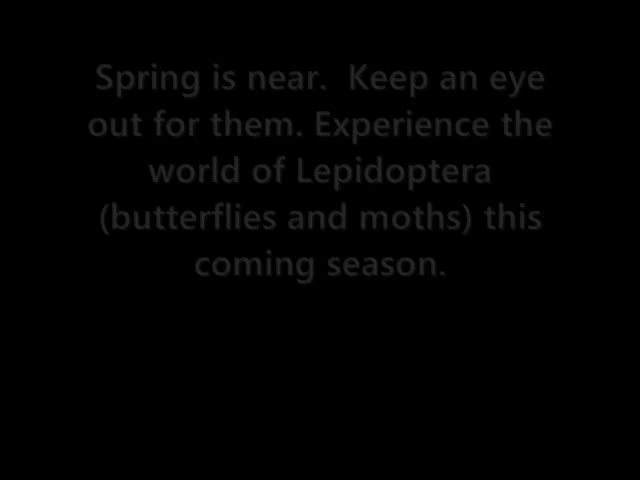 Spring is near.  Keep an eye
out for them. Experience the
world of Lepidoptera
(butterflies and moths) this
coming season.